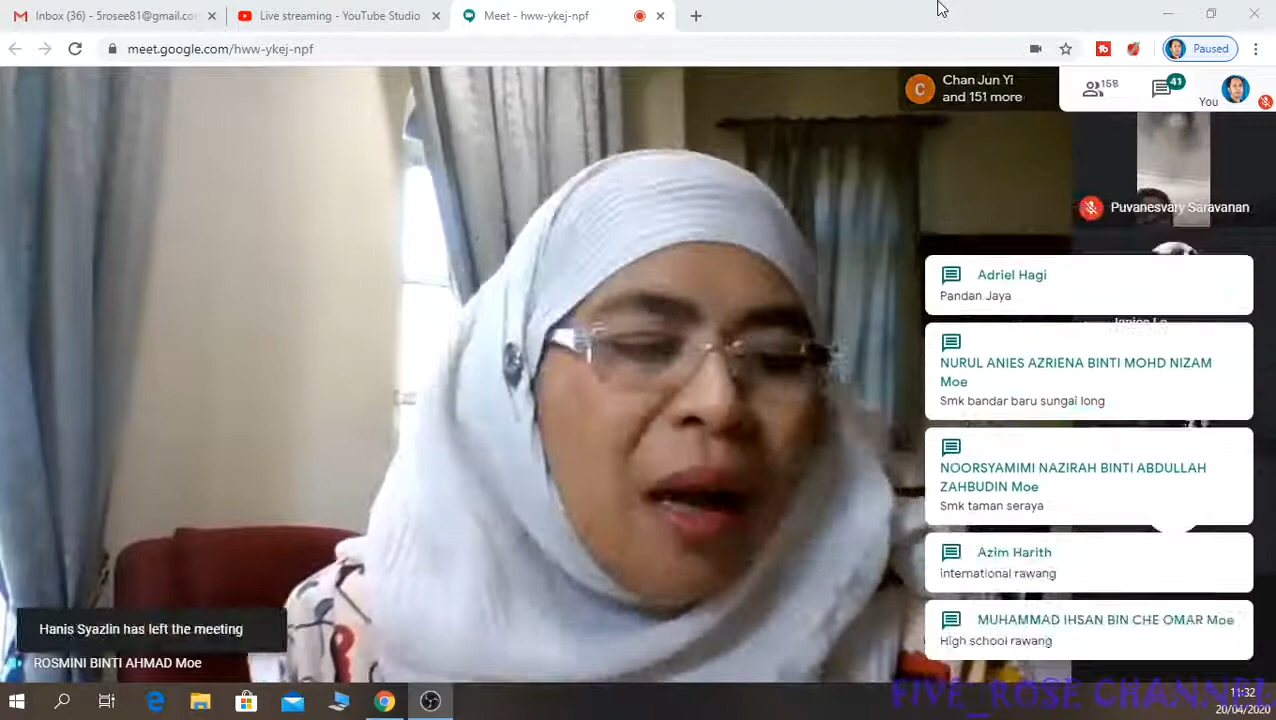 Inbox (36) - 5rosee81@gmail.co
Live streaming - YouTube Studio
Meet - hww-ykej-npf
meet.google.com/hww-ykej-npf
Paused
Chan Jun Yi
and 151 more
C
158
41
You
Puvanesvary Saravanan
Adriel Hagi
Pandan Jaya
NURUL ANIES AZRIENA BINTI MOHD NIZAM
Moe
Smk bandar baru sungai long
NOORSYAMIMI NAZIRAH BINTI ABDULLAH
ZAHBUDIN Moe
Smk taman seraya
Azim Harith
international rawang
MUHAMMAD IHSAN BIN CHE OMAR Moe
High school rawang
Hanis Syazlin has left the meeting
ROSMINI BINTI AHMAD Moe
FIVE_ROSE CHANNEL
11:32
20/04/2020